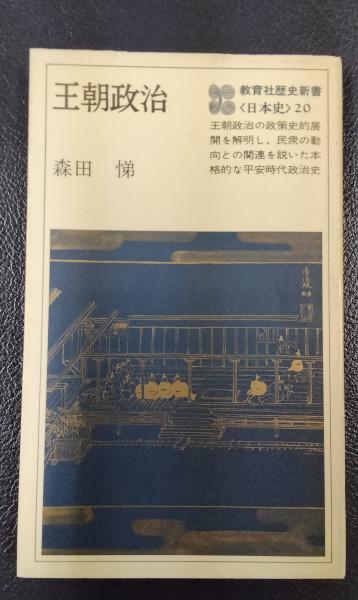 王朝政治
森田 悌
教育社歴史新書
〈日本史〉20
王朝政治の政策史的展
開を解明し、民衆の動
向との関連を説いた本
格的な平安時代政治史
清涼殿